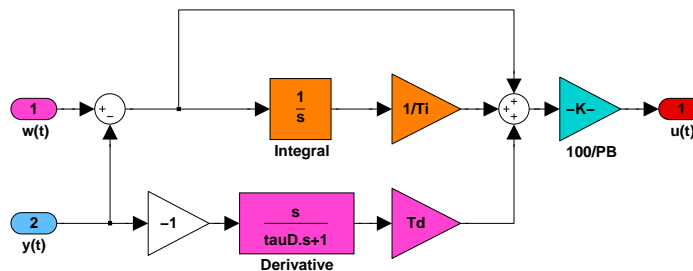 1
w(t)
+
−
1
s
Integral
1/Ti
+
+
+
−K−
100/PB
1
u(t)
2
y(t)
−1
s
tauD.s+1
Derivative
Td